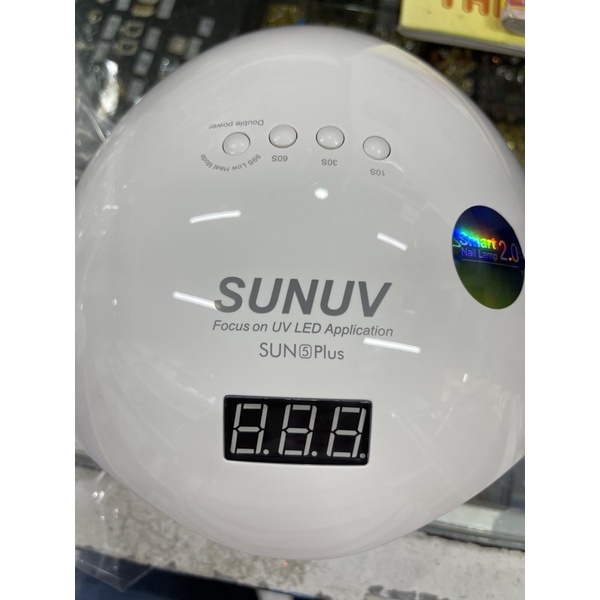 THI
Double power
99S Low Heat Mode
60S
30S
10S
Smart 2.0
Nail Lamp
SUNUV
Focus on UV LED Application
SUN5Plus